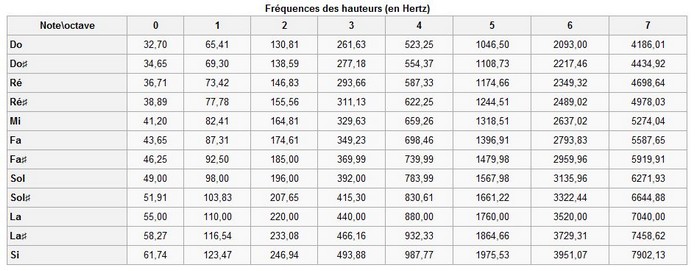 Fréquences des hauteurs (en Hertz)
Note\octave 0 1 2 3 4 5 6 7
Do 32,70 65,41 130,81 261,63 523,25 1046,50 2093,00 4186,01
Do♯ 34,65 69,30 138,59 277,18 554,37 1108,73 2217,46 4434,92
Ré 36,71 73,42 146,83 293,66 587,33 1174,66 2349,32 4698,64
Ré♯ 38,89 77,78 155,56 311,13 622,25 1244,51 2489,02 4978,03
Mi 41,20 82,41 164,81 329,63 659,26 1318,51 2637,02 5274,04
Fa 43,65 87,31 174,61 349,23 698,46 1396,91 2793,83 5587,65
Fa♯ 46,25 92,50 185,00 369,99 739,99 1479,98 2959,96 5919,91
Sol 49,00 98,00 196,00 392,00 783,99 1567,98 3135,96 6271,93
Sol♯ 51,91 103,83 207,65 415,30 830,61 1661,22 3322,44 6644,88
La 55,00 110,00 220,00 440,00 880,00 1760,00 3520,00 7040,00
La♯ 58,27 116,54 233,08 466,16 932,33 1864,66 3729,31 7458,62
Si 61,74 123,47 246,94 493,88 987,77 1975,53 3951,07 7902,13